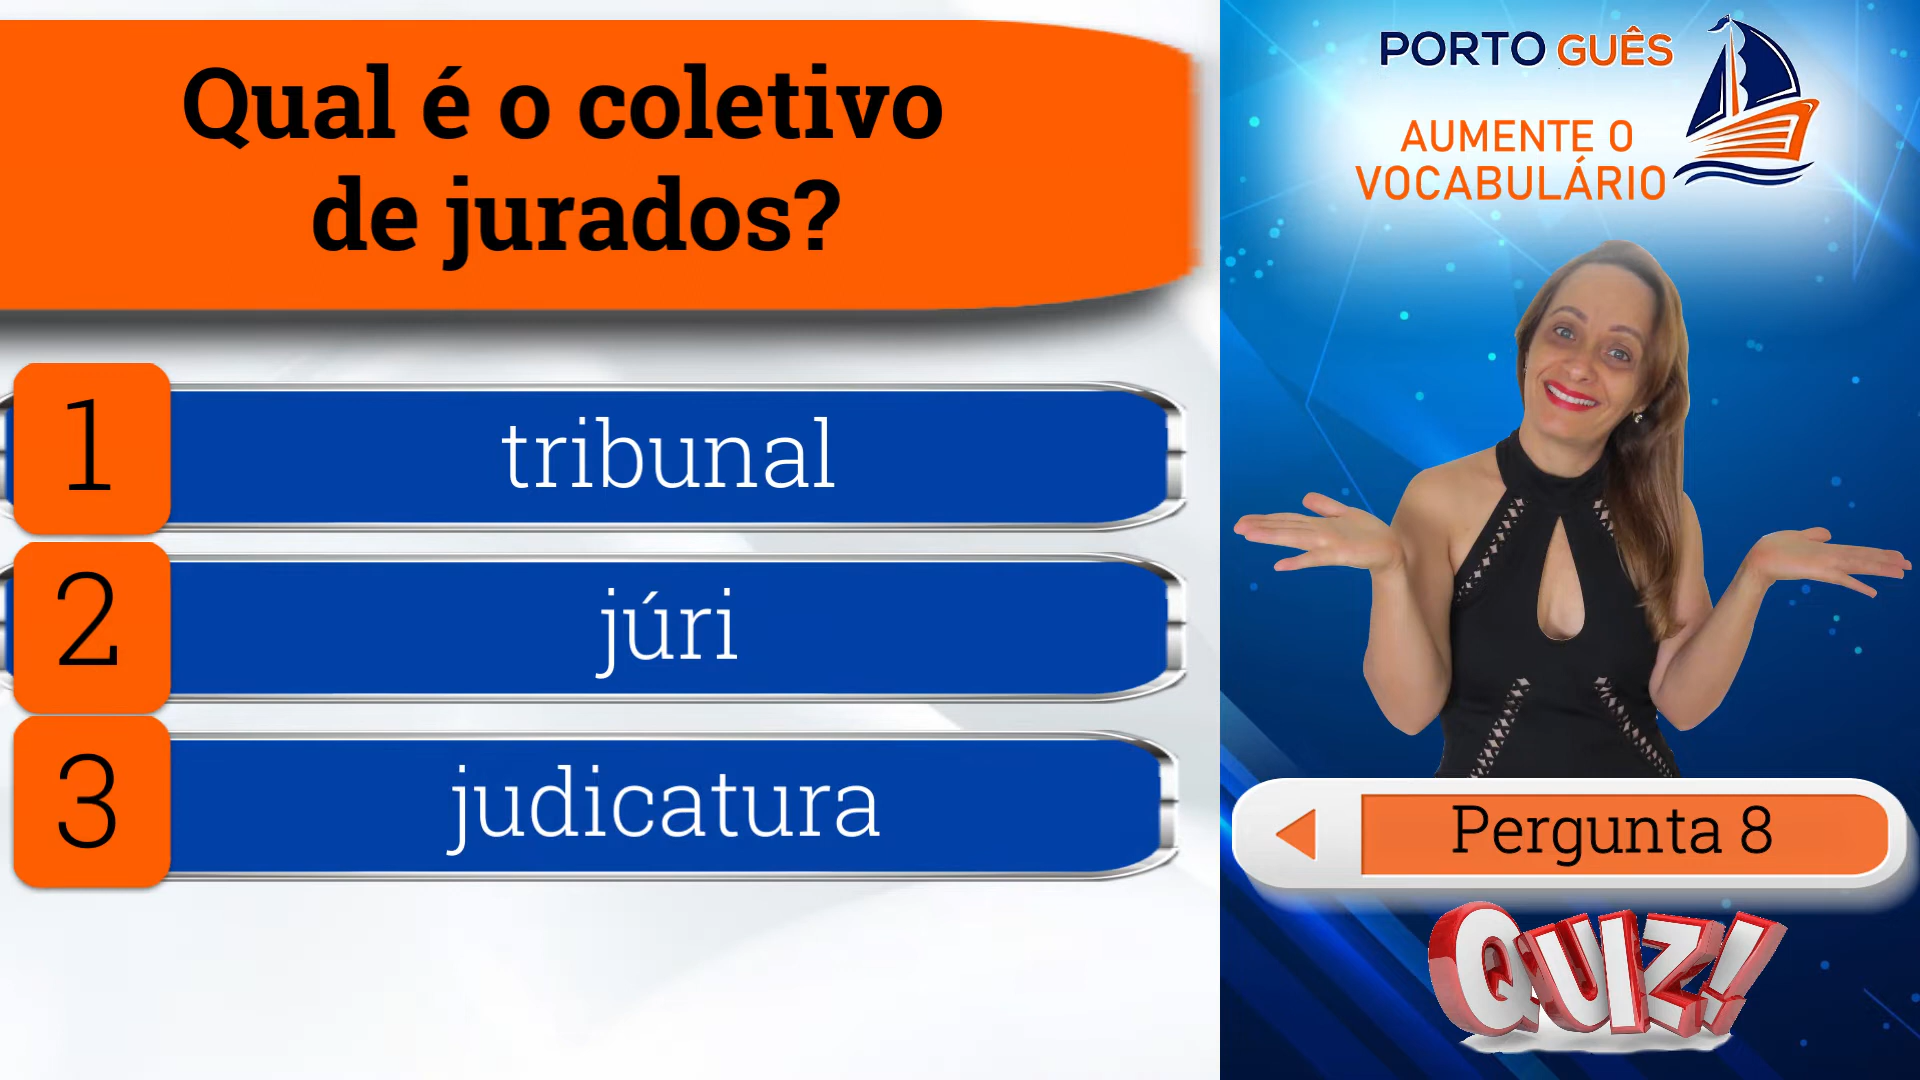 Qual é o coletivo
de jurados?
1
tribunal
2
júri
3
judicatura
PORTO GUÊS
AUMENTE O
VOCABULÁRIO
Pergunta 8
QUIZ!